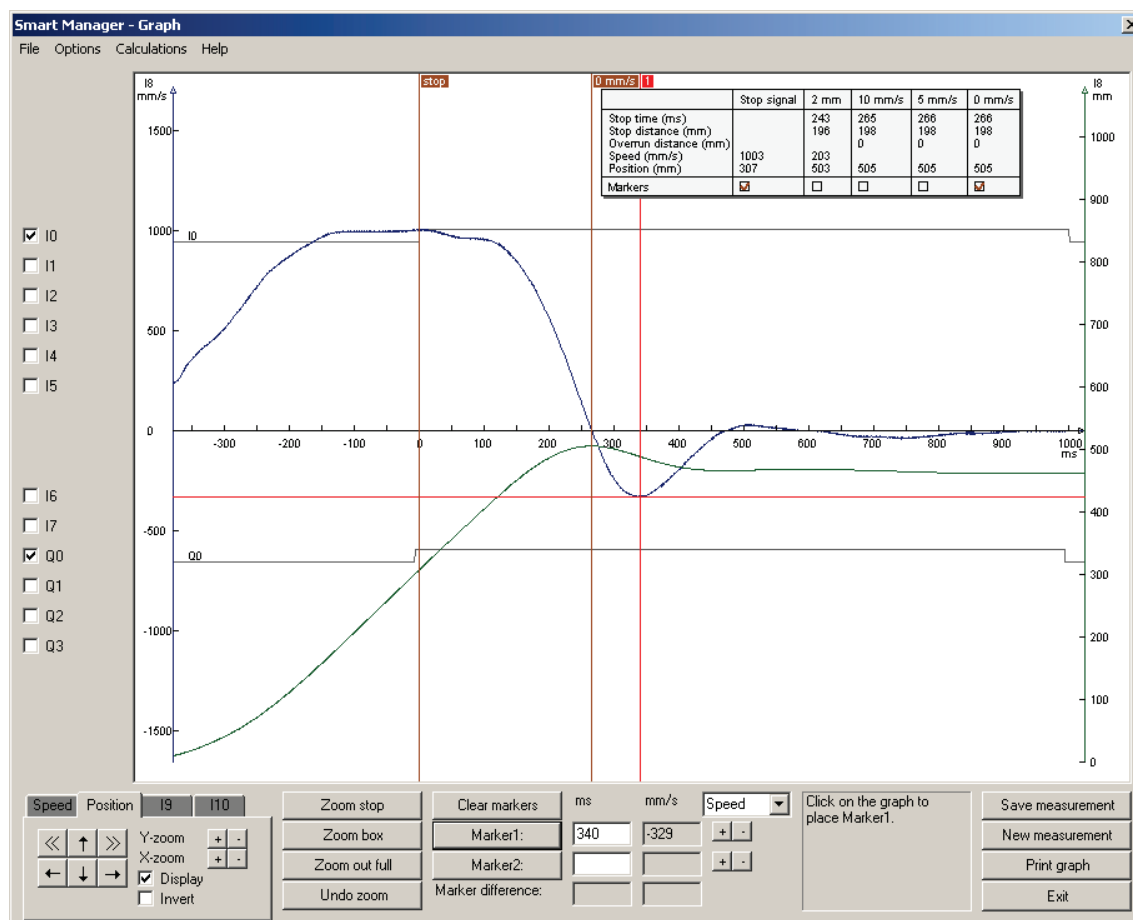 Smart Manager - Graph
File Options Calculations Help
stop
0 mm/s
1
I8
mm/s
I8
mm
Stop signal 2 mm 10 mm/s 5 mm/s 0 mm/s
Stop time (ms) 243 265 266 266
Stop distance (mm) 196 198 198 198
Overrun distance (mm) 0 0 0
Speed (mm/s) 1003 203
Position (mm) 307 503 505 505 505
Markers
1500
1000
500
0
-500
-1000
-1500
1000
900
800
700
600
500
400
300
200
100
0
-300 -200 -100 0 100 200 300 400 500 600 700 800 900 1000
ms
I0
Q0
I0
I1
I2
I3
I4
I5
I6
I7
Q0
Q1
Q2
Q3
Speed Position I9 I10
Y-zoom + -
X-zoom + -
Display
Invert
Zoom stop
Zoom box
Zoom out full
Undo zoom
Clear markers ms mm/s Speed
Marker1: 340 -329 + -
Marker2: + -
Marker difference:
Click on the graph to
place Marker1.
Save measurement
New measurement
Print graph
Exit